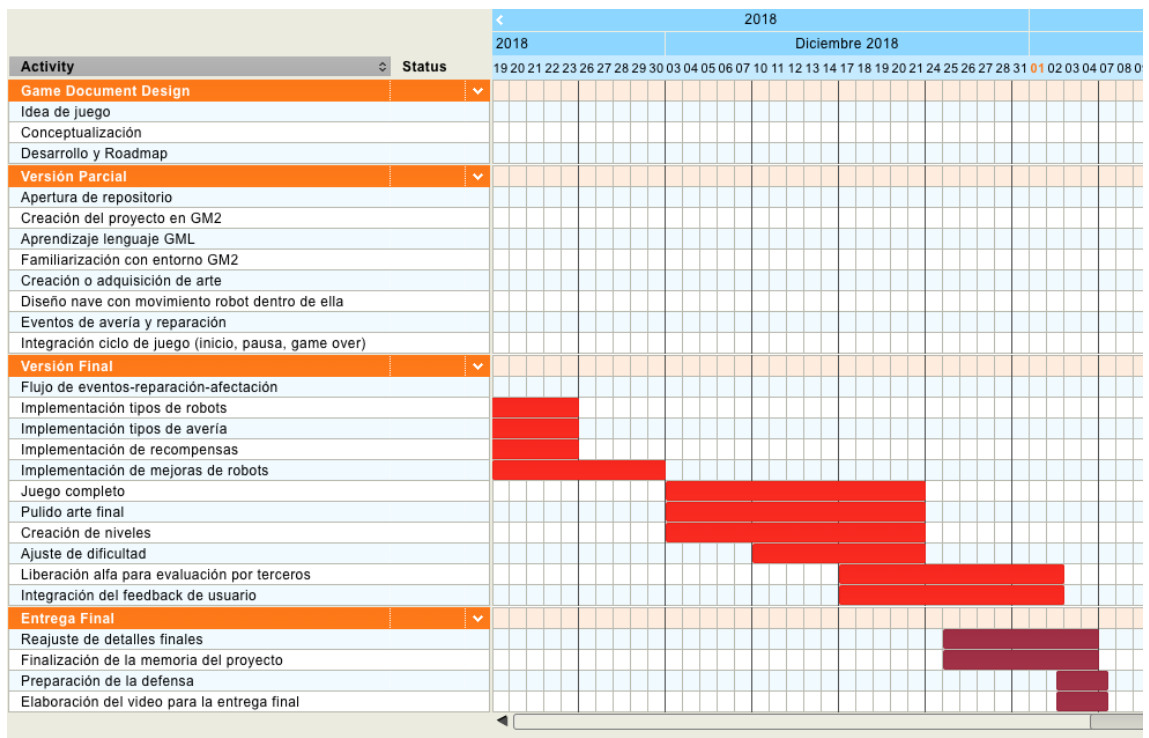 2018
2018 Diciembre 2018
Activity Status 19 20 21 22 23 26 27 28 29 30 03 04 05 06 07 10 11 12 13 14 17 18 19 20 21 24 25 26 27 28 31 01 02 03 04 07 08
Game Document Design
Idea de juego
Conceptualización
Desarrollo y Roadmap
Versión Parcial
Apertura de repositorio
Creación del proyecto en GM2
Aprendizaje lenguaje GML
Familiarización con entorno GM2
Creación o adquisición de arte
Diseño nave con movimiento robot dentro de ella
Eventos de avería y reparación
Integración ciclo de juego (inicio, pausa, game over)
Versión Final
Flujo de eventos-reparación-afectación
Implementación tipos de robots
Implementación tipos de avería
Implementación de recompensas
Implementación de mejoras de robots
Juego completo
Pulido arte final
Creación de niveles
Ajuste de dificultad
Liberación alfa para evaluación por terceros
Integración del feedback de usuario
Entrega Final
Reajuste de detalles finales
Finalización de la memoria del proyecto
Preparación de la defensa
Elaboración del video para la entrega final